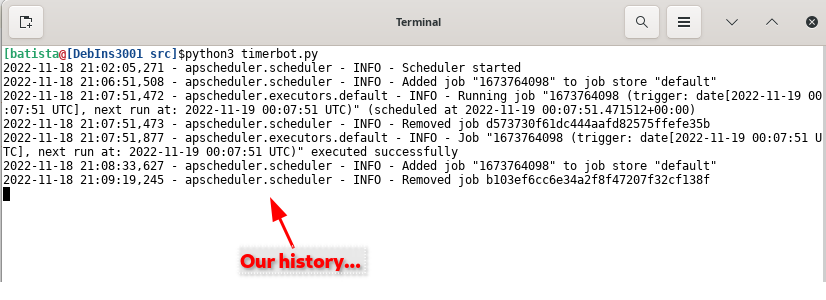 Terminal
[batista@[DebIns3001 src]$python3 timerbot.py
2022-11-18 21:02:05,271 - apscheduler.scheduler - INFO - Scheduler started
2022-11-18 21:06:51,508 - apscheduler.scheduler - INFO - Added job "1673764098" to job store "default"
2022-11-18 21:07:51,472 - apscheduler.executors.default - INFO - Running job "1673764098 (trigger: date[2022-11-19 00
:07:51 UTC], next run at: 2022-11-19 00:07:51 UTC)" (scheduled at 2022-11-19 00:07:51.471512+00:00)
2022-11-18 21:07:51,473 - apscheduler.scheduler - INFO - Removed job d573730f61dc444aafd82575ffefe35b
2022-11-18 21:07:51,877 - apscheduler.executors.default - INFO - Job "1673764098 (trigger: date[2022-11-19 00:07:51 U
TC], next run at: 2022-11-19 00:07:51 UTC)" executed successfully
2022-11-18 21:08:33,627 - apscheduler.scheduler - INFO - Added job "1673764098" to job store "default"
2022-11-18 21:09:19,245 - apscheduler.scheduler - INFO - Removed job b103ef6cc6e34a2f8f47207f32cf138f
Our history...